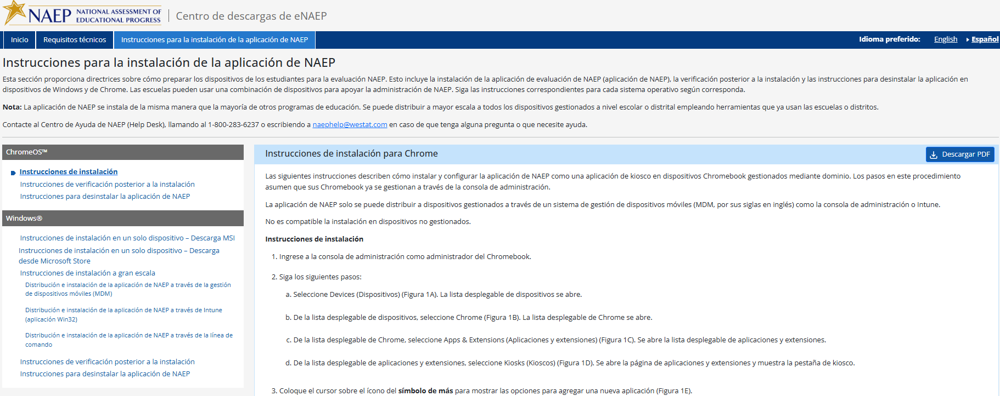 NAEP NATIONAL ASSESSMENT OF
EDUCATIONAL PROGRESS
Centro de descargas de eNAEP
Inicio
Requisitos técnicos
Instrucciones para la instalación de la aplicación de NAEP
Idioma preferido:
English
Español
Instrucciones para la instalación de la aplicación de NAEP
Esta sección proporciona directrices sobre cómo preparar los dispositivos de los estudiantes para la evaluación NAEP. Esto incluye la instalación de la aplicación de evaluación de NAEP (aplicación de NAEP), la verificación posterior a la instalación y las instrucciones para desinstalar la aplicación en
dispositivos de Windows y de Chrome. Las escuelas pueden usar una combinación de dispositivos para apoyar la administración de NAEP. Siga las instrucciones correspondientes para cada sistema operativo según corresponda.
Nota: La aplicación de NAEP se instala de la misma manera que la mayoría de otros programas de educación. Se puede distribuir a mayor escala a todos los dispositivos gestionados a nivel escolar o distrital empleando herramientas que ya usan las escuelas o distritos.
Contacte al Centro de Ayuda de NAEP (Help Desk), llamando al 1-800-283-6237 o escribiendo a naephelp@westat.com en caso de que tenga alguna pregunta o que necesite ayuda.
ChromeOS™
Instrucciones de instalación
Instrucciones de verificación posterior a la instalación
Instrucciones para desinstalar la aplicación de NAEP
Windows®
Instrucciones de instalación en un solo dispositivo – Descarga MSI
Instrucciones de instalación en un solo dispositivo – Descarga
desde Microsoft Store
Instrucciones de instalación a gran escala
Distribución e instalación de la aplicación de NAEP a través de la gestión
de dispositivos móviles (MDM)
Distribución e instalación de la aplicación de NAEP a través de Intune
(aplicación Win32)
Distribución e instalación de la aplicación de NAEP a través de la línea de
comando
Instrucciones de verificación posterior a la instalación
Instrucciones para desinstalar la aplicación de NAEP
Instrucciones de instalación para Chrome
Descargar PDF
Las siguientes instrucciones describen cómo instalar y configurar la aplicación de NAEP como una aplicación de kiosco en dispositivos Chromebook gestionados mediante dominio. Los pasos en este procedimiento
asumen que sus Chromebook ya se gestionan a través de la consola de administración.
La aplicación de NAEP solo se puede distribuir a dispositivos gestionados a través de un sistema de gestión de dispositivos móviles (MDM, por sus siglas en inglés) como la consola de administración o Intune.
No es compatible la instalación en dispositivos no gestionados.
Instrucciones de instalación
1. Ingrese a la consola de administración como administrador del Chromebook.
2. Siga los siguientes pasos:
a. Seleccione Devices (Dispositivos) (Figura 1A). La lista desplegable de dispositivos se abre.
b. De la lista desplegable de dispositivos, seleccione Chrome (Figura 1B). La lista desplegable de Chrome se abre.
c. De la lista desplegable de Chrome, seleccione Apps & Extensions (Aplicaciones y extensiones) (Figura 1C). Se abre la lista desplegable de aplicaciones y extensiones.
d. De la lista desplegable de aplicaciones y extensiones, seleccione Kiosks (Kioscos) (Figura 1D). Se abre la página de aplicaciones y extensiones y muestra la pestaña de kiosco.
3. Coloque el cursor sobre el ícono del símbolo de más para mostrar las opciones para agregar una nueva aplicación (Figura 1E).